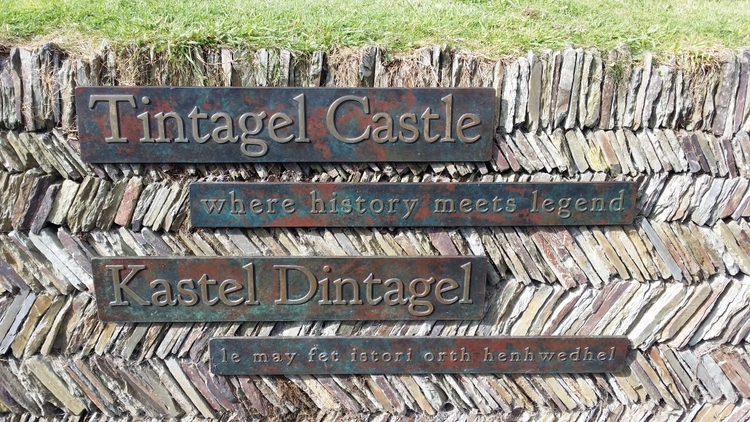 Tintagel Castle
where history meets legend
Kastel Dintagel
le may fet istori orth henhwedhel